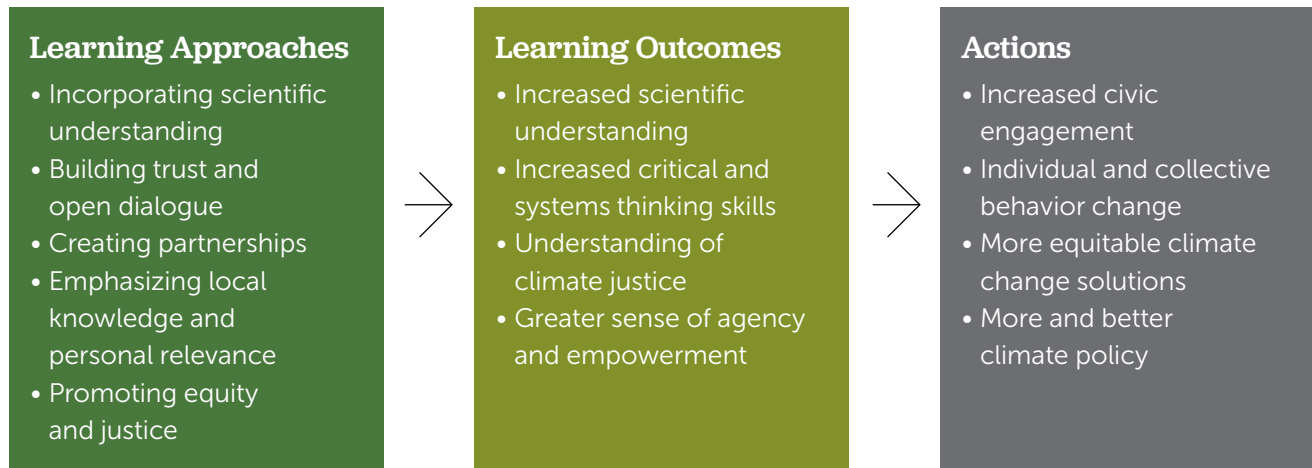 Learning Approaches
• Incorporating scientific
understanding
• Building trust and
open dialogue
• Creating partnerships
• Emphasizing local
knowledge and
personal relevance
• Promoting equity
and justice
Learning Outcomes
• Increased scientific
understanding
• Increased critical and
systems thinking skills
• Understanding of
climate justice
• Greater sense of agency
and empowerment
Actions
• Increased civic
engagement
• Individual and collective
behavior change
• More equitable climate
change solutions
• More and better
climate policy